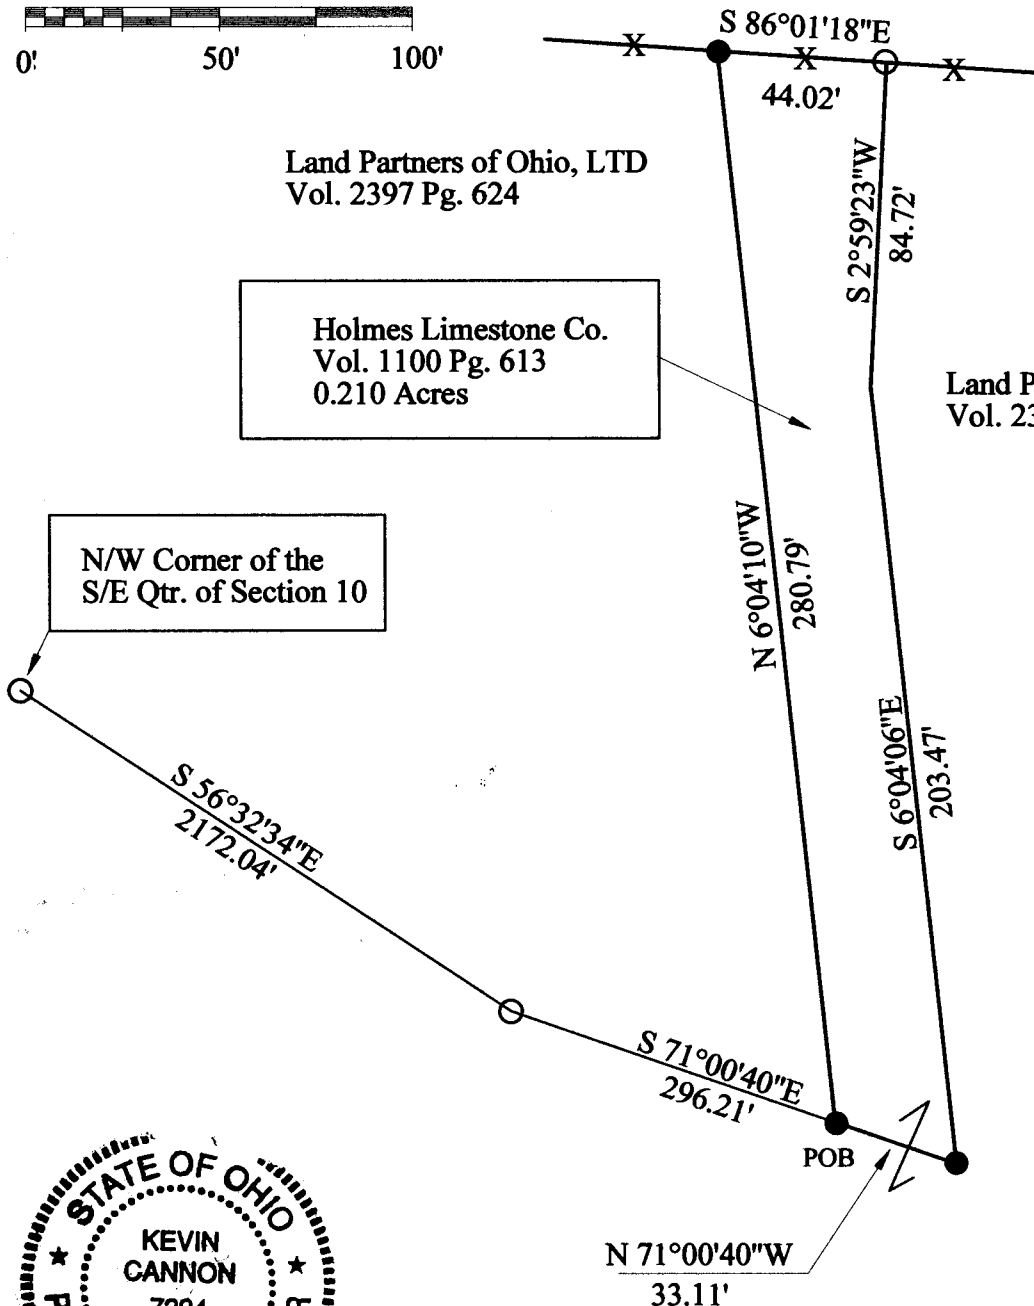 0' 50' 100'
S 86°01'18"E
X X X
44.02'
Land Partners of Ohio, LTD
Vol. 2397 Pg. 624
S 2°59'23"W
84.72'
Holmes Limestone Co.
Vol. 1100 Pg. 613
0.210 Acres
Land P
Vol. 23
N/W Corner of the
S/E Qtr. of Section 10
N 6°04'10"W
280.79'
S 6°04'06"E
203.47'
S 56°32'34"E
2172.04'
S 71°00'40"E
296.21'
POB
N 71°00'40"W
33.11'
STATE OF OHIO
KEVIN
CANNON